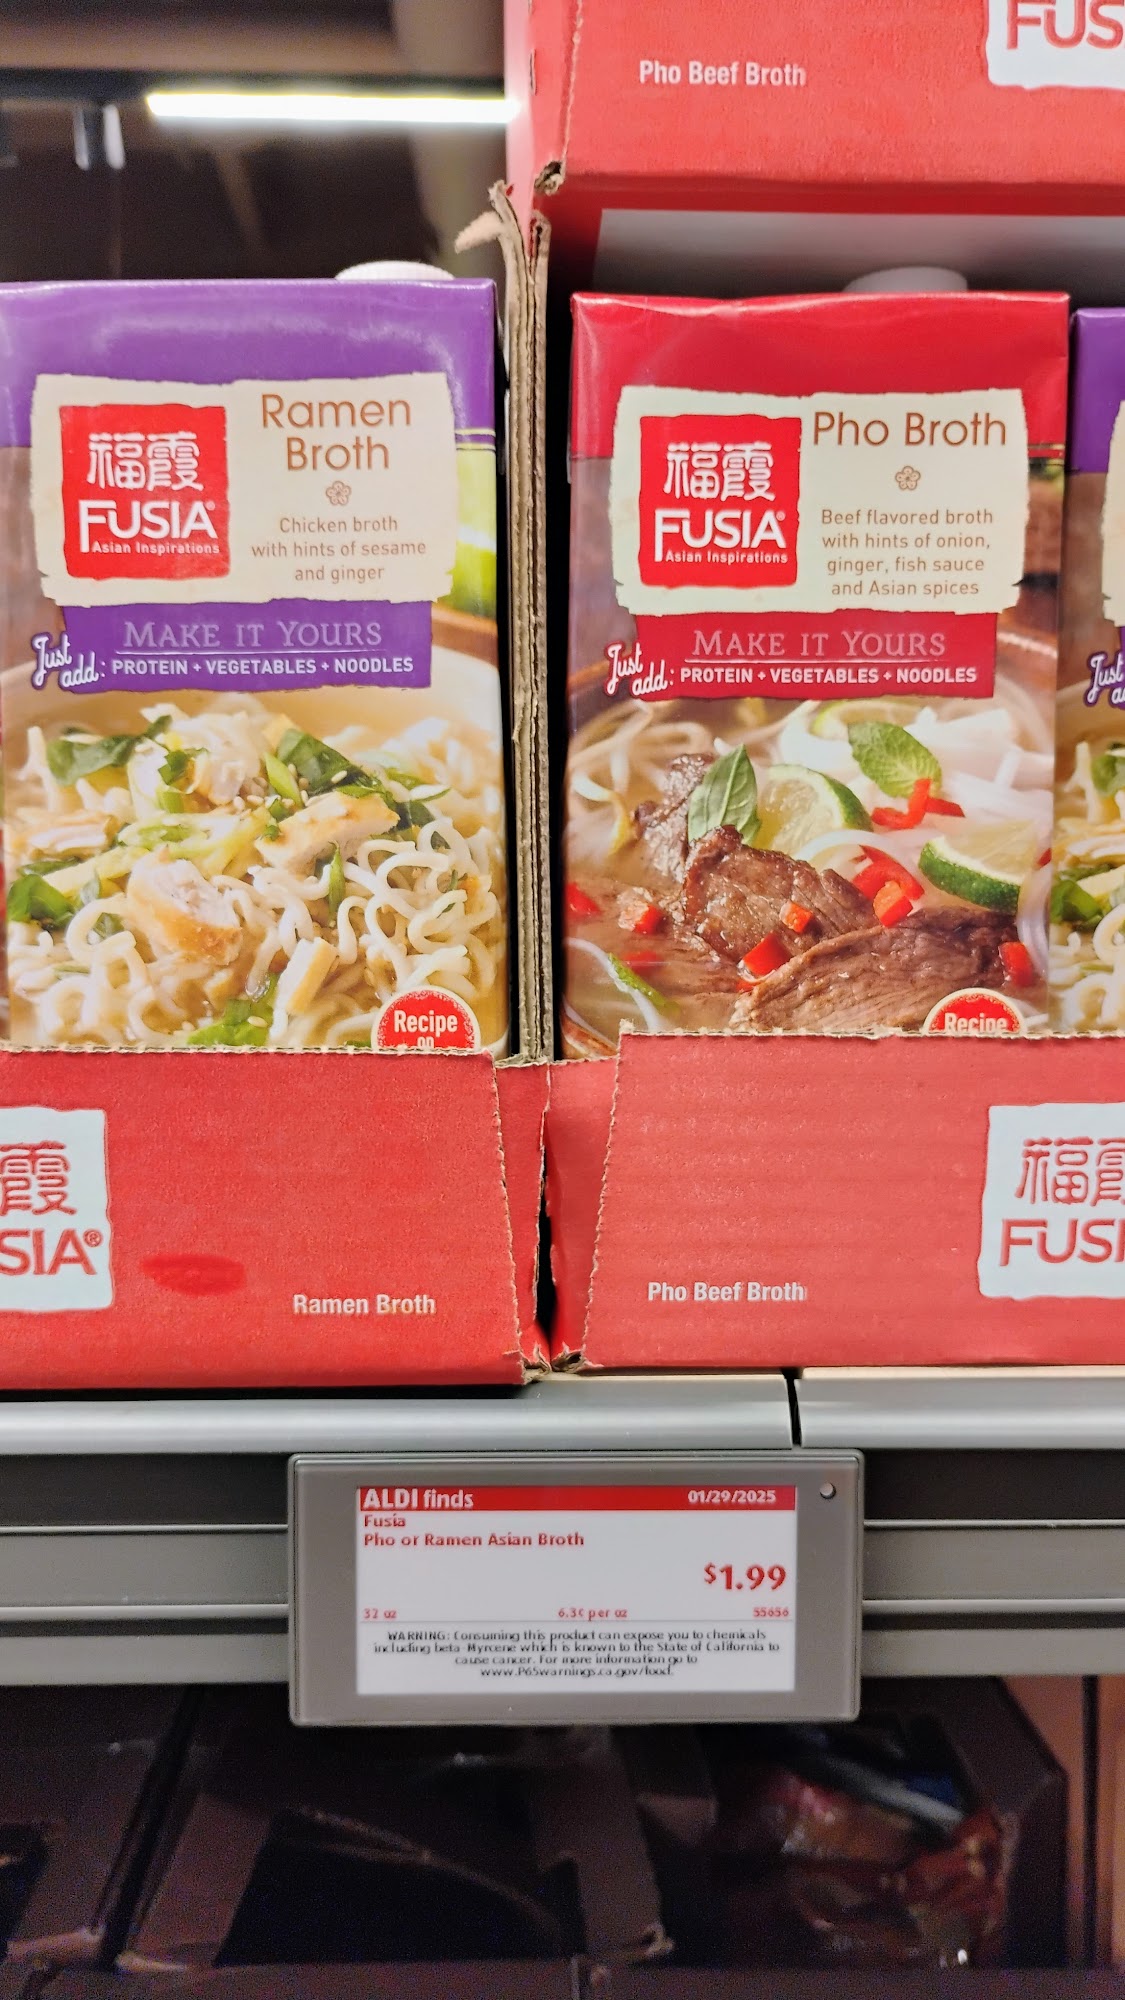 Pho Beef Broth
FUS
Ramen
Broth
福霞
FUSIA®
Asian Inspirations
Chicken broth
with hints of sesame
and ginger
MAKE IT YOURS
Just add: PROTEIN + VEGETABLES + NOODLES
Recipe
on
Pho Broth
福霞
FUSIA®
Asian Inspirations
Beef flavored broth
with hints of onion,
ginger, fish sauce
and Asian spices
MAKE IT YOURS
Just add: PROTEIN + VEGETABLES + NOODLES
Recipe
Just
霞
SIA®
Ramen Broth
Pho Beef Broth
福霞
FUSI
ALDI finds 01/29/2025
Fusia
Pho or Ramen Asian Broth
$1.99
32 oz 6.3¢ per oz 55656
WARNING: Consuming this product can expose you to chemicals
including beta-Myrcene which is known to the State of California to
cause cancer. For more information go to
www.P65warnings.ca.gov/food.